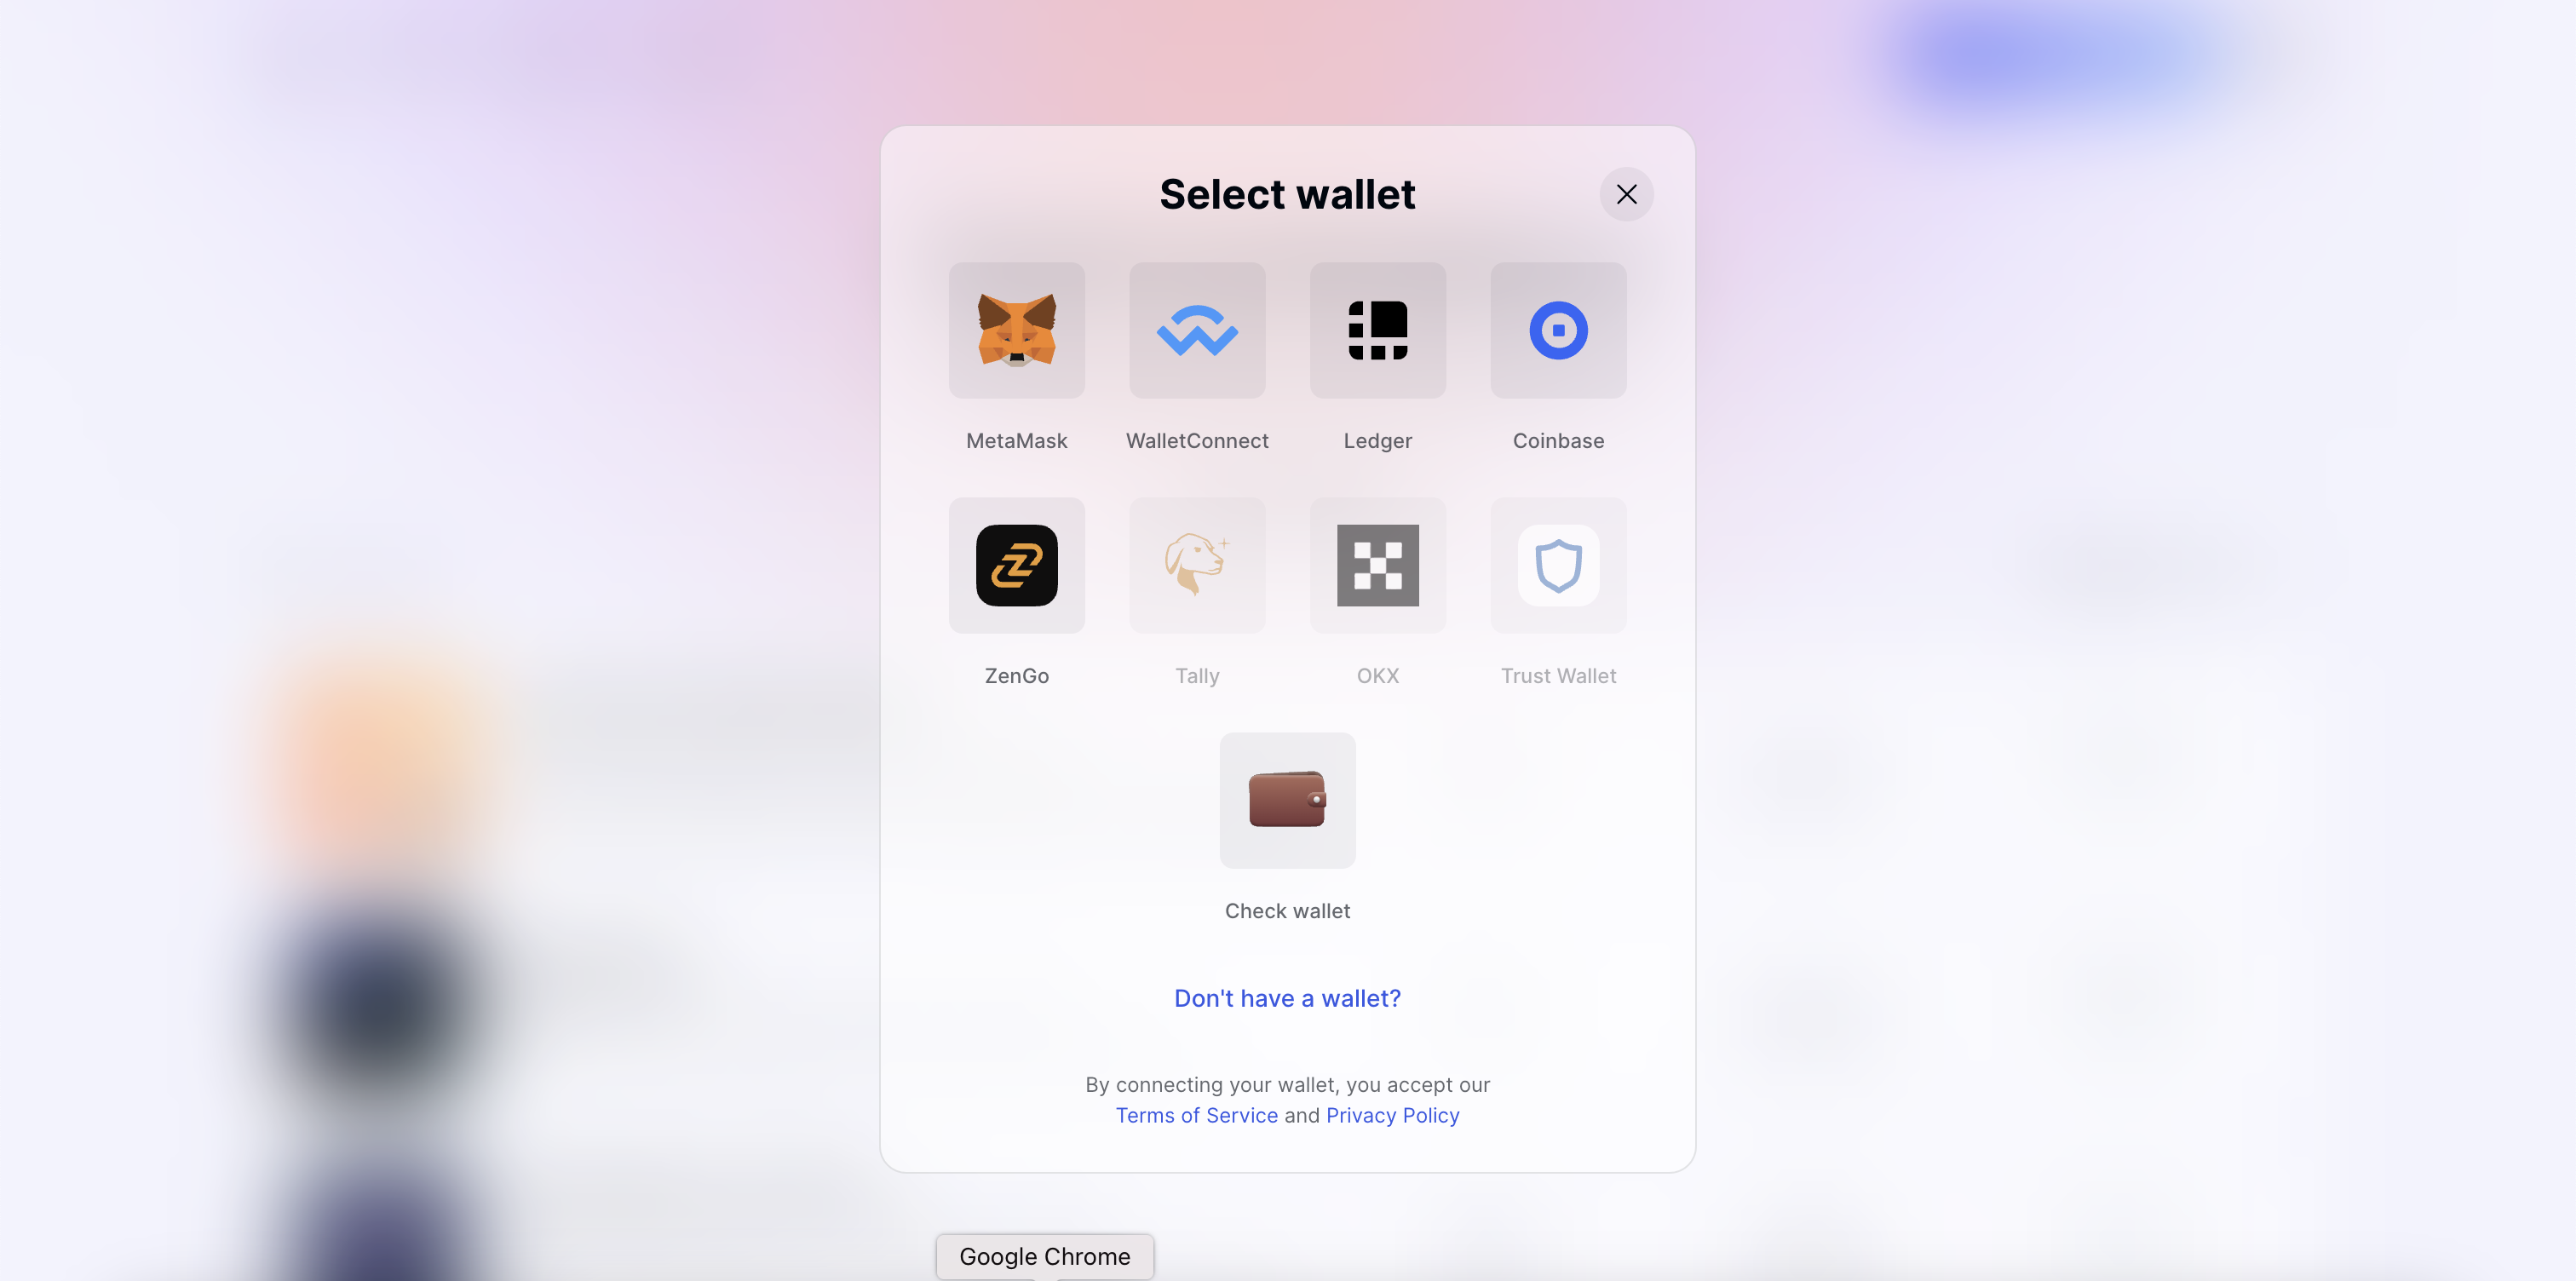 Select wallet
MetaMask
WalletConnect
Ledger
Coinbase
ZenGo
Tally
OKX
Trust Wallet
Check wallet
Don't have a wallet?
By connecting your wallet, you accept our
Terms of Service and Privacy Policy
Google Chrome